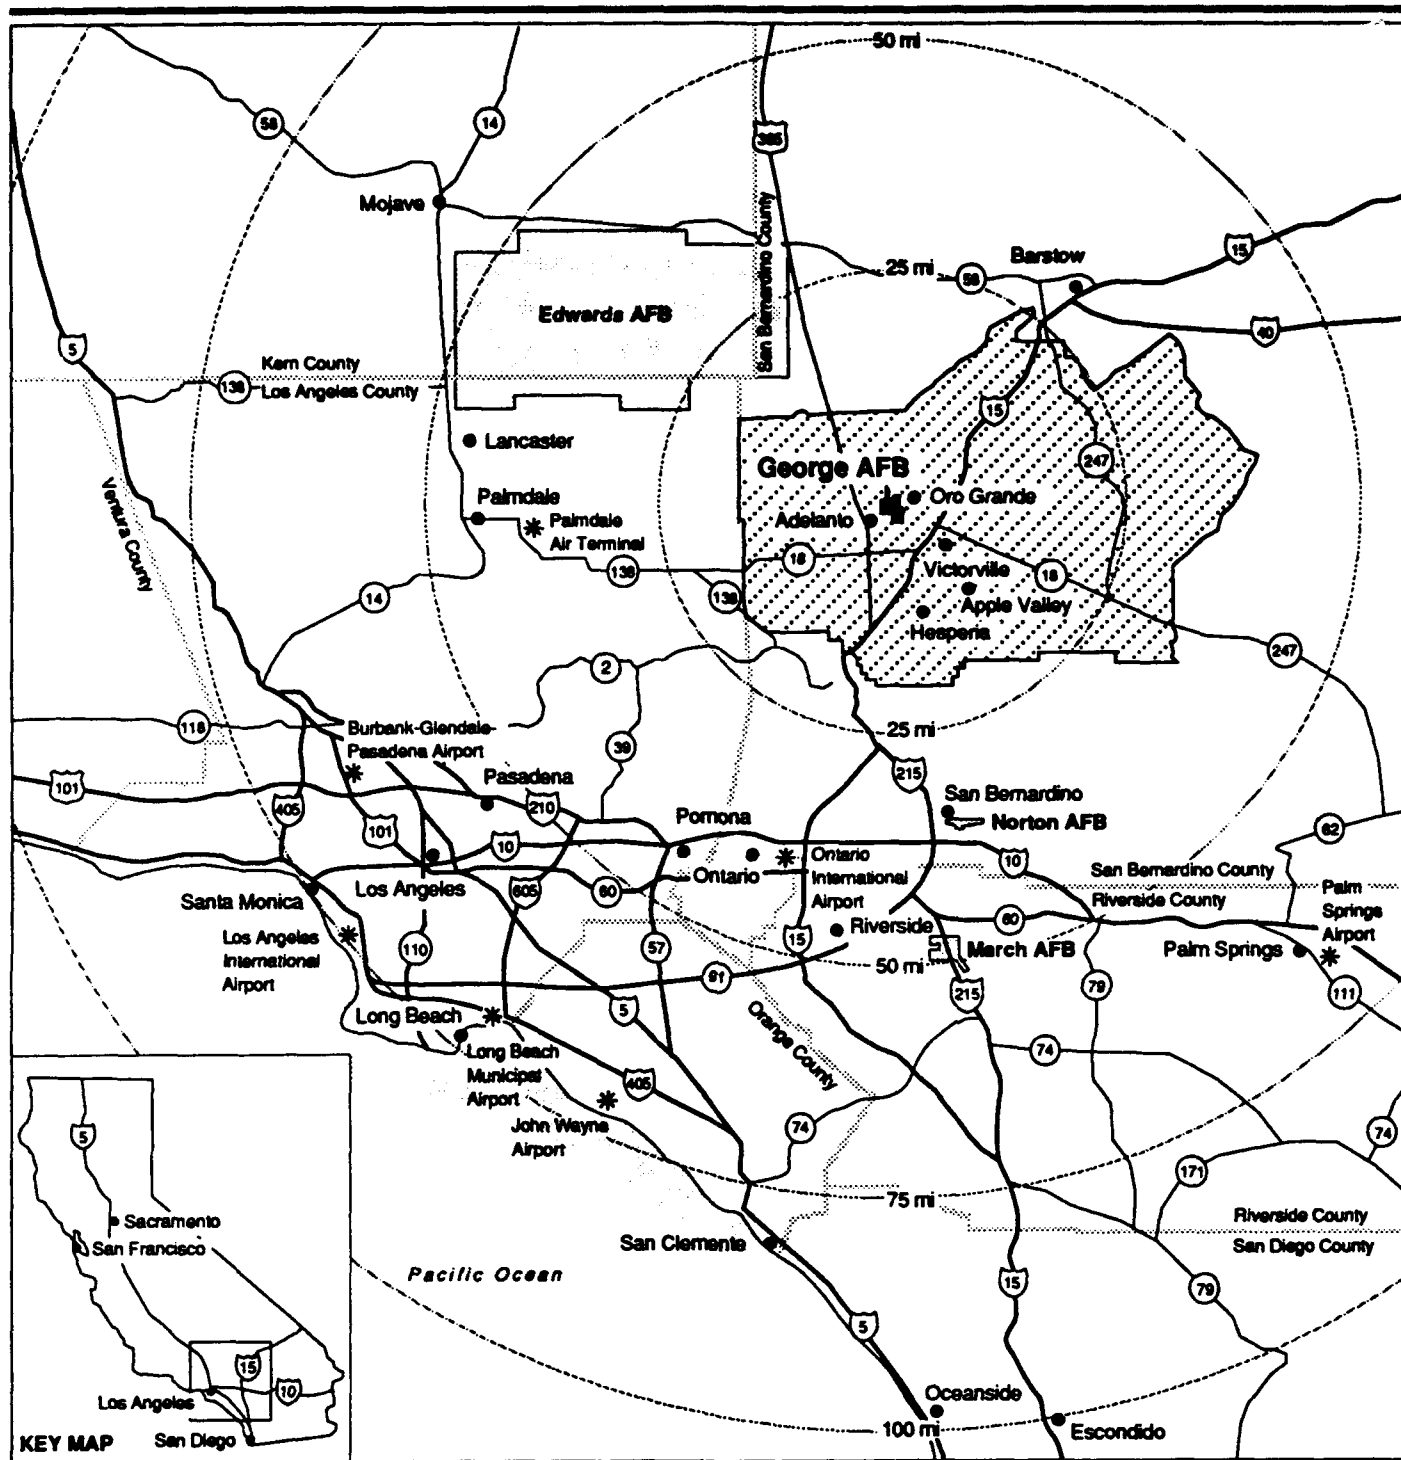 50 mi
58
14
395
Mojave
San Bernardino County
15
Barstow
25 mi
58
Edwards AFB
5
40
Kern County
138
Los Angeles County
15
Lancaster
George AFB
247
Ventura County
Palmdale
Oro Grande
Adelanto
Palmdale
Air Terminal
18
138
Victorville
18
14
138
Apple Valley
Hesperia
2
247
118
Burbank-Glendale-
Pasadena Airport
39
25 mi
101
Pasadena
215
405
210
San Bernardino
101
Pomona
Norton AFB
62
10
10
Los Angeles
605
60
Ontario
Ontario
International
Airport
San Bernardino County
Riverside County
Palm
Springs
Airport
Santa Monica
60
Los Angeles
International
Airport
110
57
15
Riverside
March AFB
Palm Springs
50 mi
91
215
79
111
Long Beach
5
Orange County
74
Long Beach
Municipal
Airport
405
John Wayne
Airport
74
74
171
75 mi
Riverside County
San Diego County
San Clemente
Pacific Ocean
15
79
5
Oceanside
100 mi
Escondido
5
Sacramento
San Francisco
15
10
Los Angeles
San Diego
KEY MAP